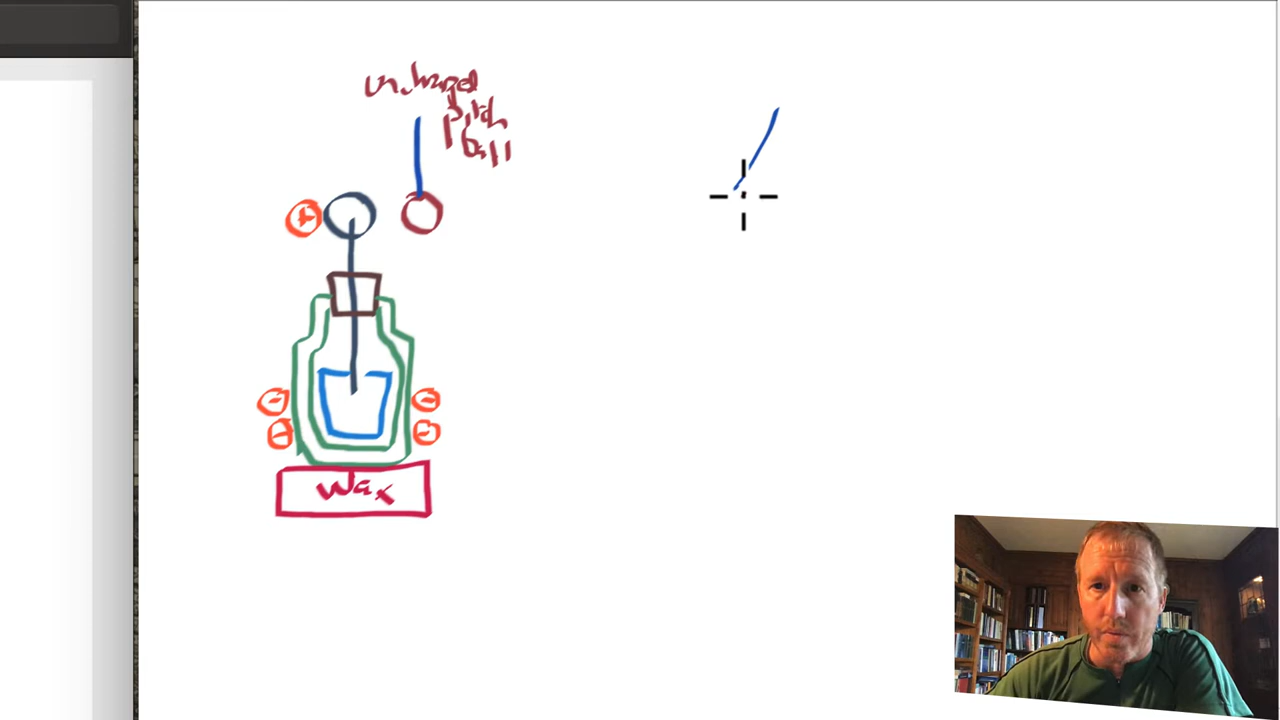 uncharged
pith
ball
+
- -
- -
Wax